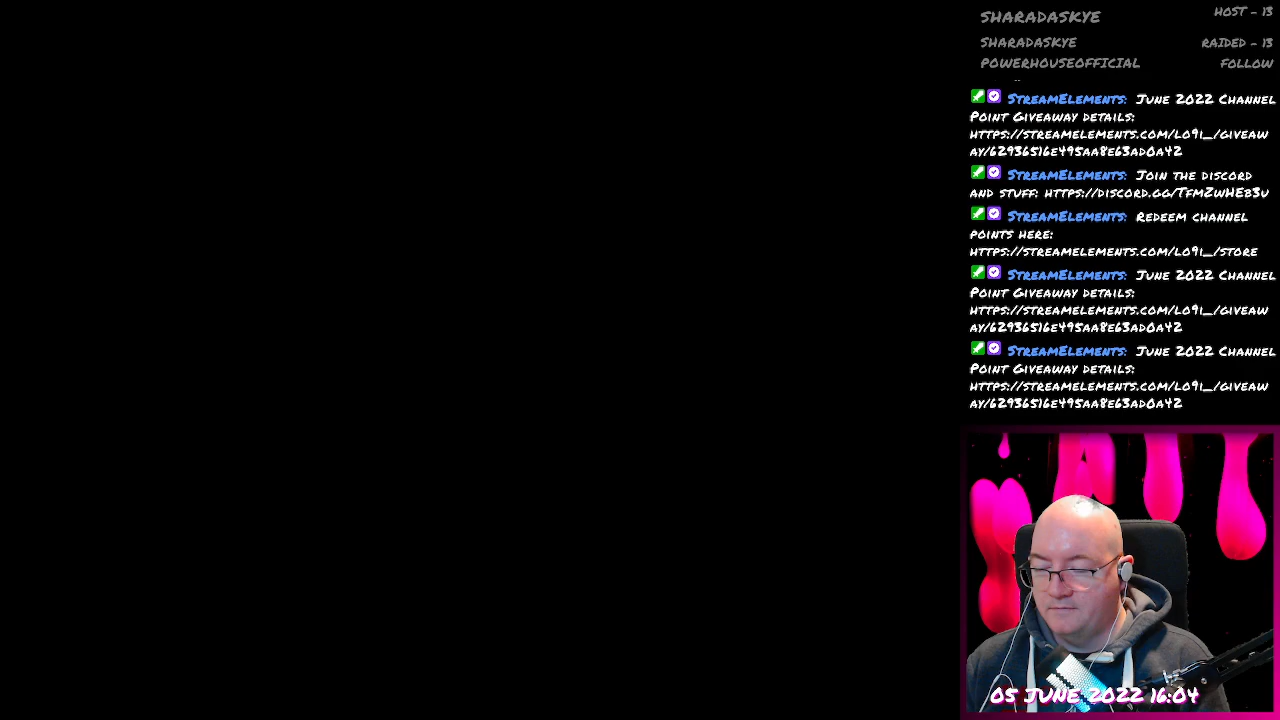 SHARADASKYE HOST - 13
SHARADASKYE RAIDED - 13
POWERHOUSEOFFICIAL FOLLOW
StreamElements: June 2022 Channel
Point Giveaway details:
https://streamelements.com/lo9i_/giveaw
ay/62936516e495aa8e63ad0a42
StreamElements: Join the discord
and stuff: https://discord.gg/TfmZwHEB3u
StreamElements: Redeem channel
points here:
https://streamelements.com/lo9i_/store
StreamElements: June 2022 Channel
Point Giveaway details:
https://streamelements.com/lo9i_/giveaw
ay/62936516e495aa8e63ad0a42
StreamElements: June 2022 Channel
Point Giveaway details:
https://streamelements.com/lo9i_/giveaw
ay/62936516e495aa8e63ad0a42
05 JUNE 2022 16:04